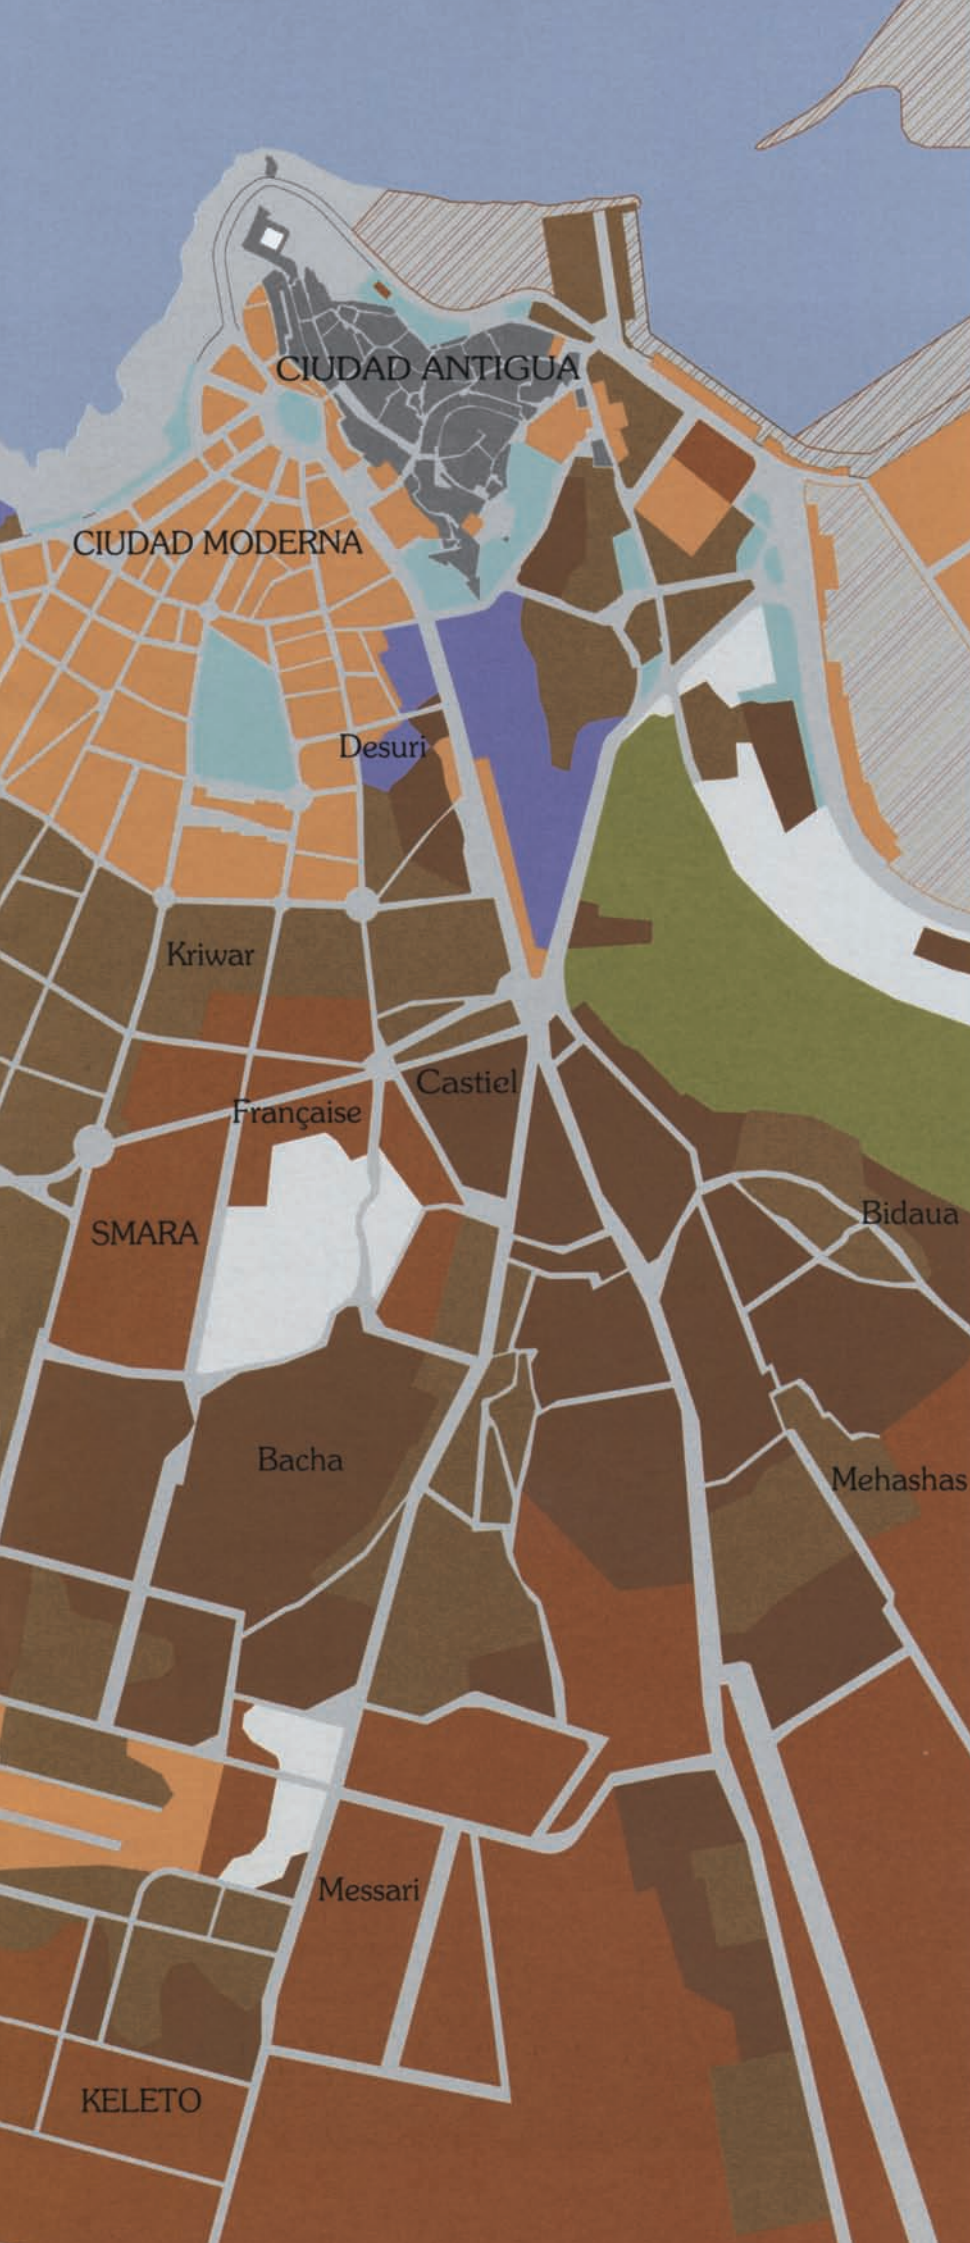 CIUDAD ANTIGUA
CIUDAD MODERNA
Desuri
Kriwar
Castiel
Française
Bidaua
SMARA
Bacha
Mehashas
Messari
KELETO